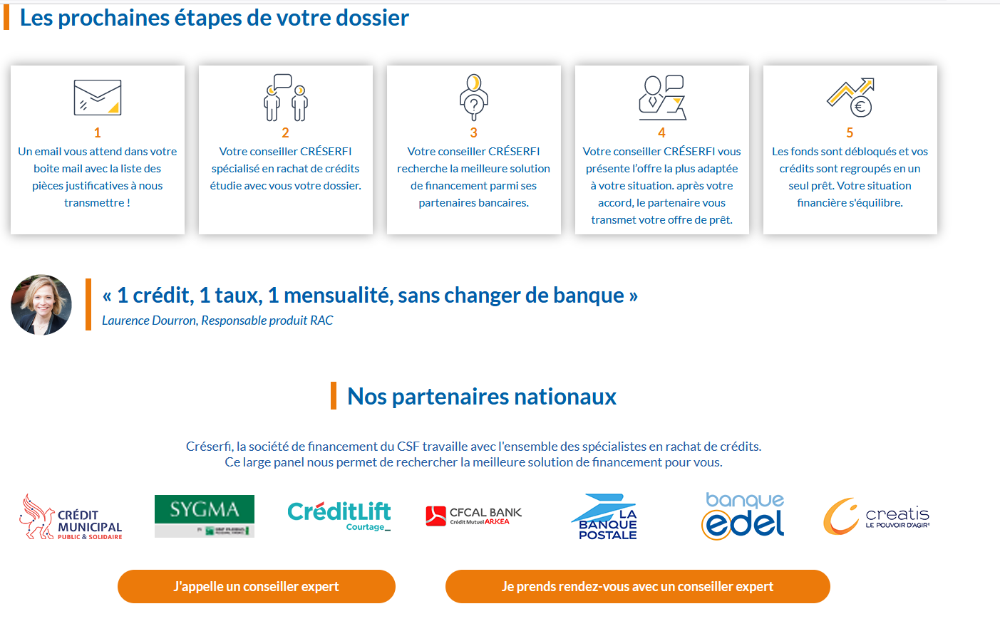 Les prochaines étapes de votre dossier
1
Un email vous attend dans votre
boite mail avec la liste des
pièces justificatives à nous
transmettre !
2
Votre conseiller CRÉSERFI
spécialisé en rachat de crédits
étudie avec vous votre dossier.
3
Votre conseiller CRÉSERFI
recherche la meilleure solution
de financement parmi ses
partenaires bancaires.
4
Votre conseiller CRÉSERFI vous
présente l’offre la plus adaptée
à votre situation. après votre
accord, le partenaire vous
transmet votre offre de prêt.
5
Les fonds sont débloqués et vos
crédits sont regroupés en un
seul prêt. Votre situation
financière s'équilibre.
« 1 crédit, 1 taux, 1 mensualité, sans changer de banque »
Laurence Dourron, Responsable produit RAC
Nos partenaires nationaux
Créserfi, la société de financement du CSF travaille avec l'ensemble des spécialistes en rachat de crédits.
Ce large panel nous permet de rechercher la meilleure solution de financement pour vous.
CRÉDIT
MUNICIPAL
PUBLIC & SOLIDAIRE
SYGMA
CréditLift
Courtage_
CFCAL BANK
Crédit Mutuel ARKEA
LA
BANQUE
POSTALE
banque
edel
creatis
LE POUVOIR D'AGIR
J'appelle un conseiller expert
Je prends rendez-vous avec un conseiller expert